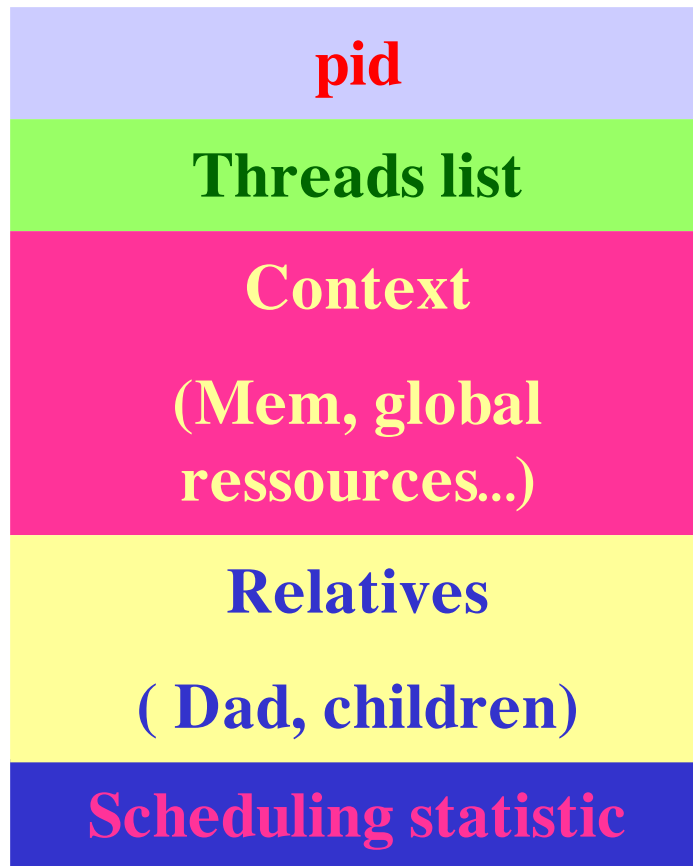 pid
Threads list
Context
(Mem, global
ressources...)
Relatives
( Dad, children)
Scheduling statistic